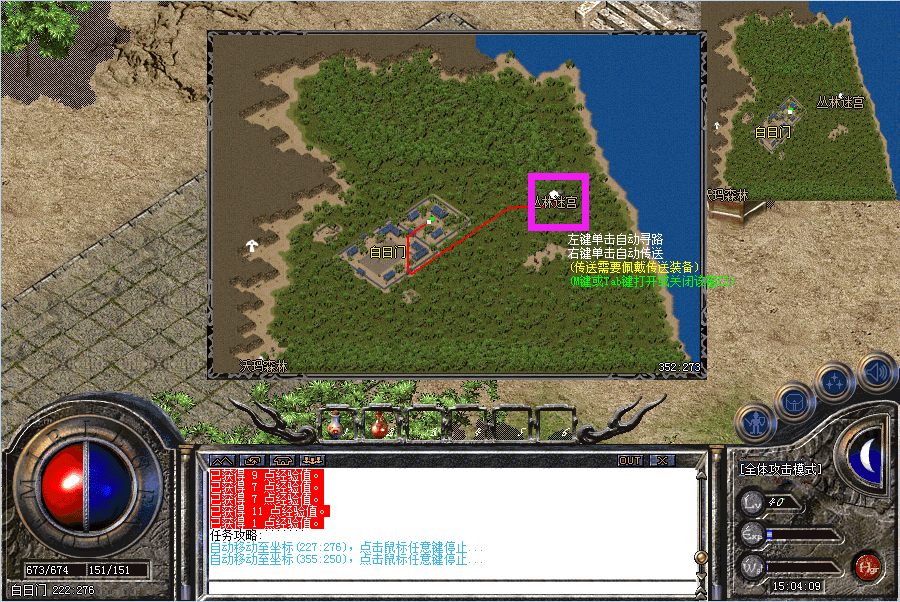 丛林迷宫
白日门
沃玛森林
丛林迷宫
白日门
左键单击自动寻路
右键单击自动传送
(传送需要佩戴传送装备)
沃玛森林
352:273
4
5
6
OUT
已获得 9 点经验值。
已获得 7 点经验值。
已获得 7 点经验值。
已获得 11 点经验值。
已获得 1 点经验值。
任务攻略:
自动移动至坐标(227:276)，点击鼠标任意键停止...
自动移动至坐标(355:250)，点击鼠标任意键停止...
[全体攻击模式]
40
673/674 151/151
白日门 222:276
15:04:09